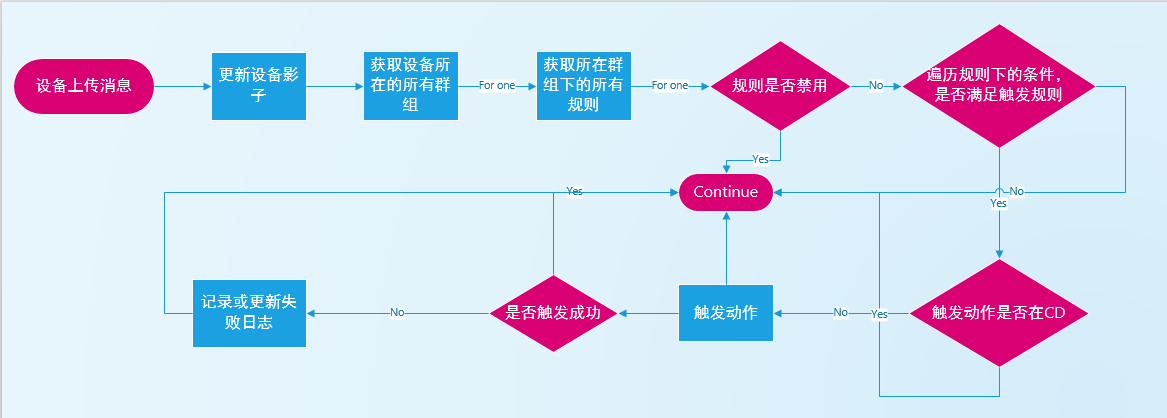 设备上传消息
更新设备影
子
获取设备所
在的所有群
组
For one
获取所在群
组下的所有
规则
For one
规则是否禁用
No
遍历规则下的条件，
是否满足触发规则
Yes
Continue
Yes
No
Yes
记录或更新失
败日志
No
是否触发成功
触发动作
No
Yes
触发动作是否在CD